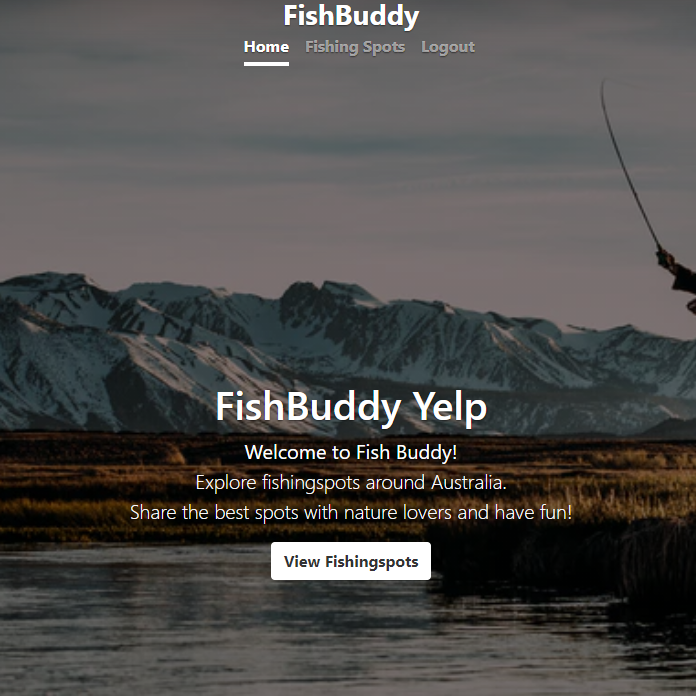 FishBuddy
Home Fishing Spots Logout
FishBuddy Yelp
Welcome to Fish Buddy!
Explore fishingspots around Australia.
Share the best spots with nature lovers and have fun!
View Fishingspots